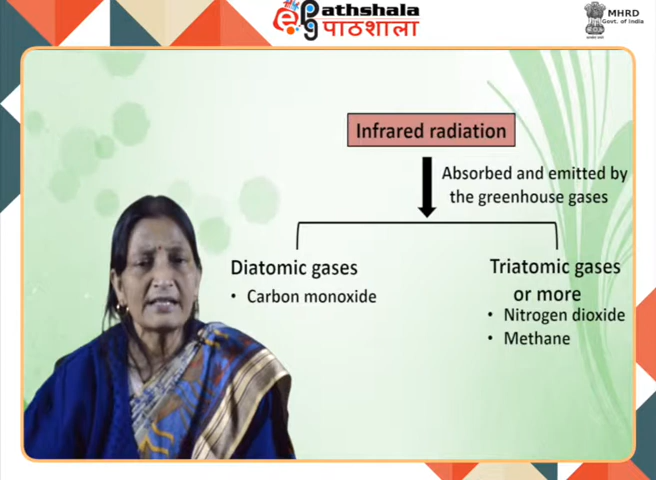 Pathshala
पाठशाला
MHRD
Govt. of India
Infrared radiation
Absorbed and emitted by
the greenhouse gases
Diatomic gases
• Carbon monoxide
Triatomic gases
or more
• Nitrogen dioxide
• Methane